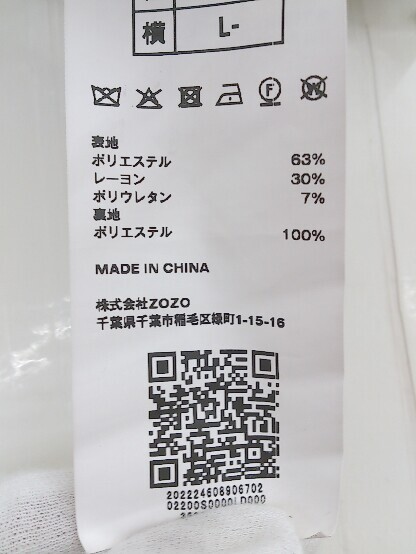 横 L-
表地
ポリエステル 63%
レーヨン 30%
ポリウレタン 7%
裏地
ポリエステル 100%
MADE IN CHINA
株式会社ZOZO
千葉県千葉市稲毛区緑町1-15-16
202224608906702
02200S0000LD000